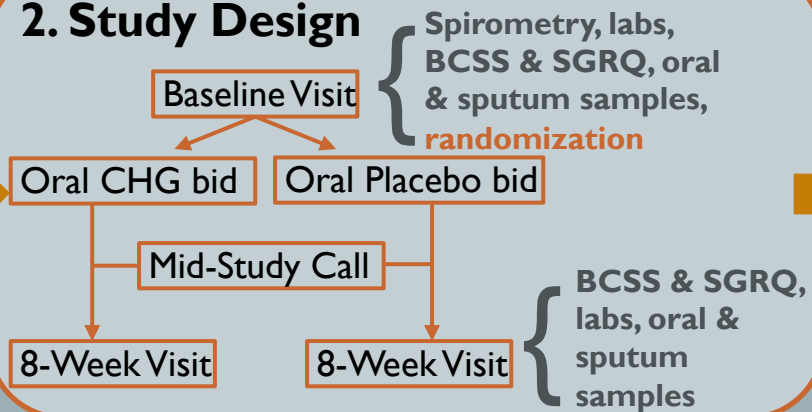 2. Study Design
Spirometry, labs,
BCSS & SGRQ, oral
& sputum samples,
randomization
Baseline Visit
Oral CHG bid
Oral Placebo bid
Mid-Study Call
8-Week Visit
8-Week Visit
BCSS & SGRQ,
labs, oral &
sputum
samples